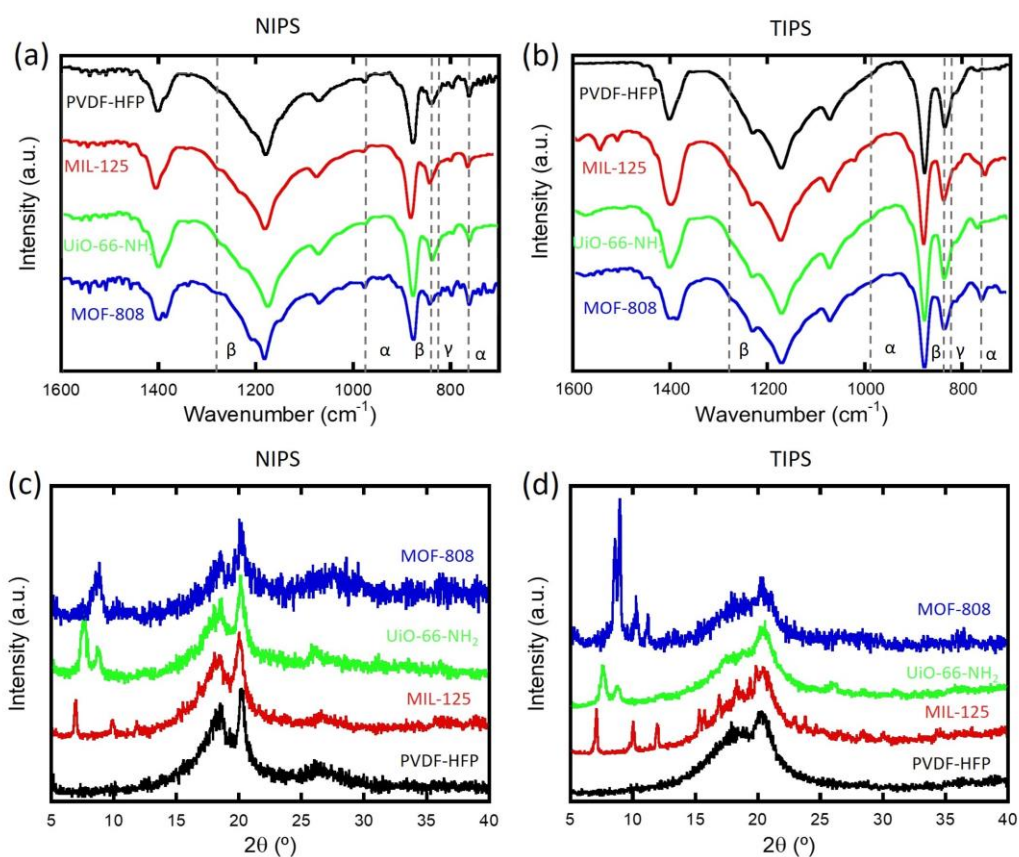 NIPS
TIPS
(a)
(b)
PVDF-HFP
MIL-125
UiO-66-NH2
MOF-808
β
α
β
γ
α
1600
1400
1200
1000
800
Wavenumber (cm-1)
Intensity (a.u.)
PVDF-HFP
MIL-125
UiO-66-NH2
MOF-808
β
α
β
γ
α
1600
1400
1200
1000
800
Wavenumber (cm-1)
Intensity (a.u.)
NIPS
TIPS
(c)
(d)
MOF-808
UiO-66-NH2
MIL-125
PVDF-HFP
5
10
15
20
25
30
35
40
2θ (º)
Intensity (a.u.)
MOF-808
UiO-66-NH2
MIL-125
PVDF-HFP
5
10
15
20
25
30
35
40
2θ (º)
Intensity (a.u.)